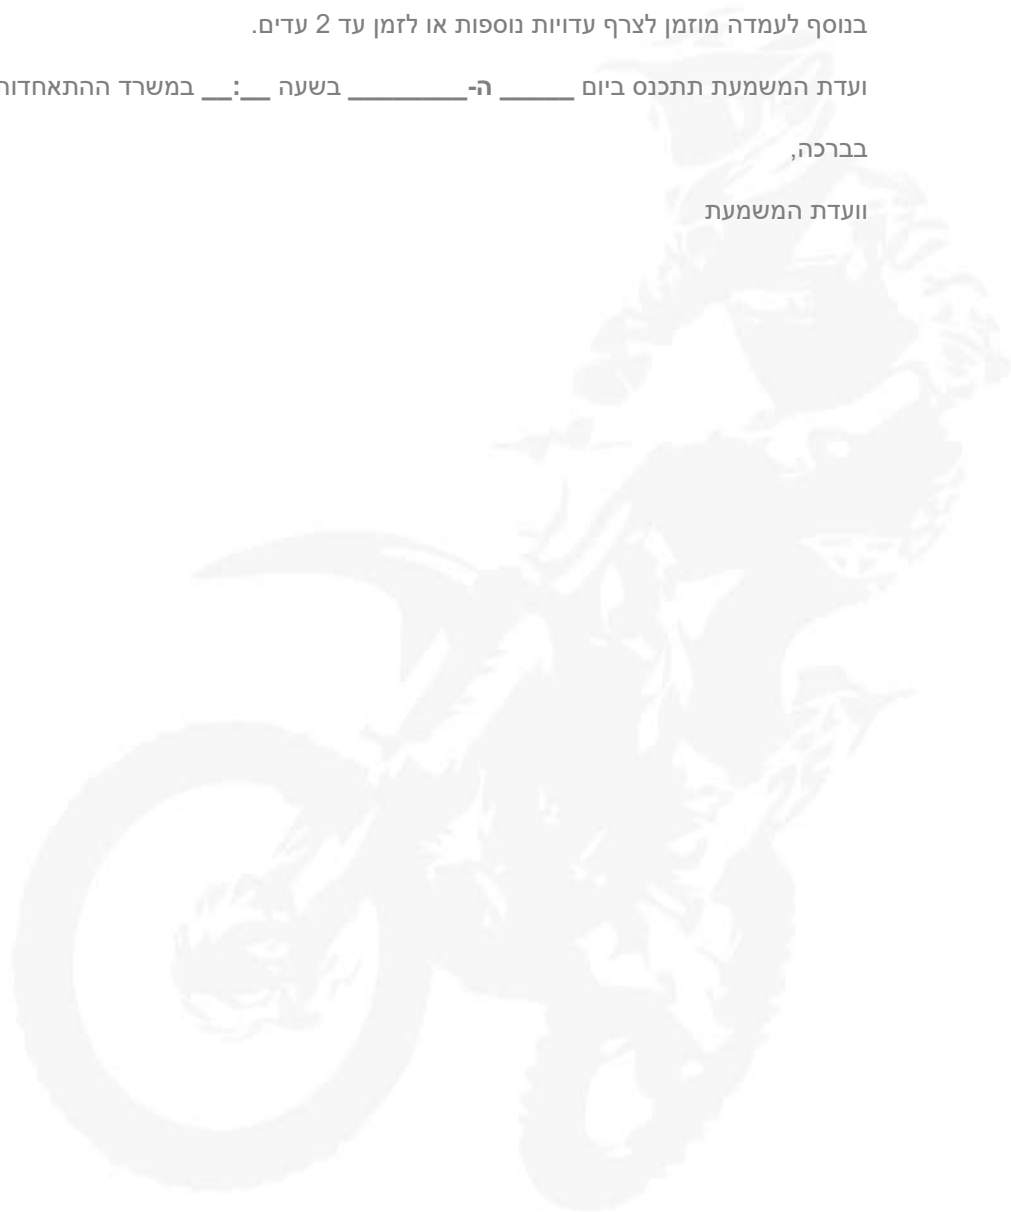 בנוסף לעמדה מוזמן לצרף עדויות נוספות או לזמן עד 2 עדים.
ועדת המשמעת תתכנס ביום _____ ה-________ בשעה __:__ במשרד ההתאחדות
בברכה,
וועדת המשמעת